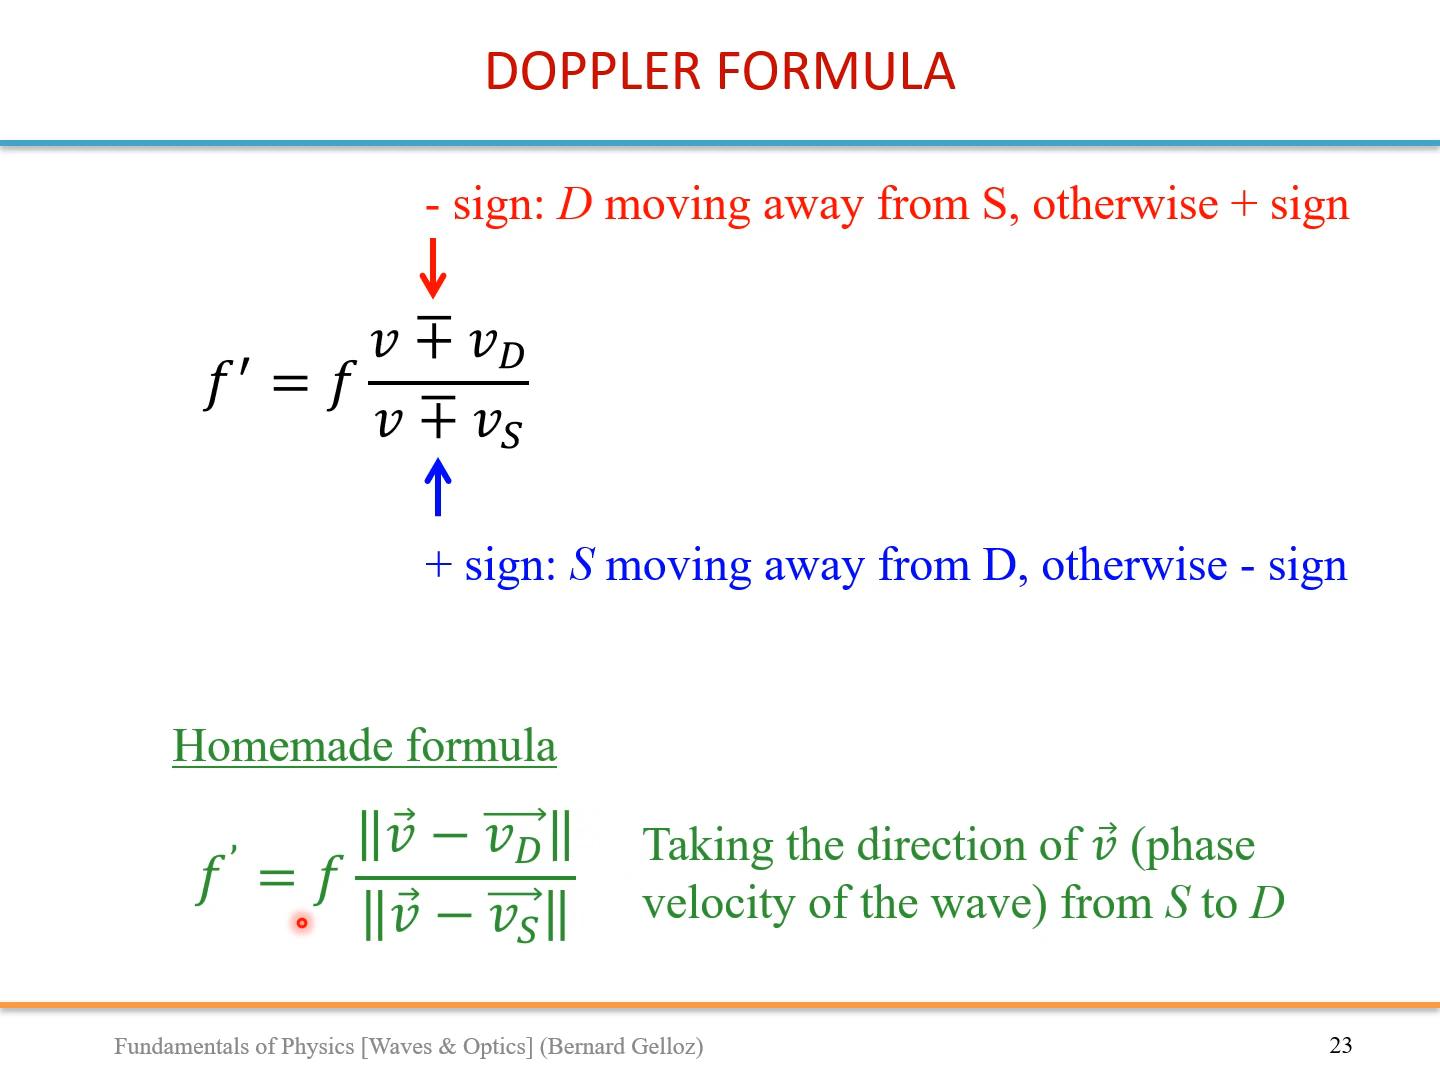 DOPPLER FORMULA
- sign: D moving away from S, otherwise + sign
f′ = f (v ∓ v_D) / (v ∓ v_S)
+ sign: S moving away from D, otherwise - sign
Homemade formula
f’ = f ‖v⃗ − v_D⃗‖ / ‖v⃗ − v_S⃗‖
Taking the direction of v⃗ (phase
velocity of the wave) from S to D
Fundamentals of Physics [Waves & Optics] (Bernard Gelloz)
23